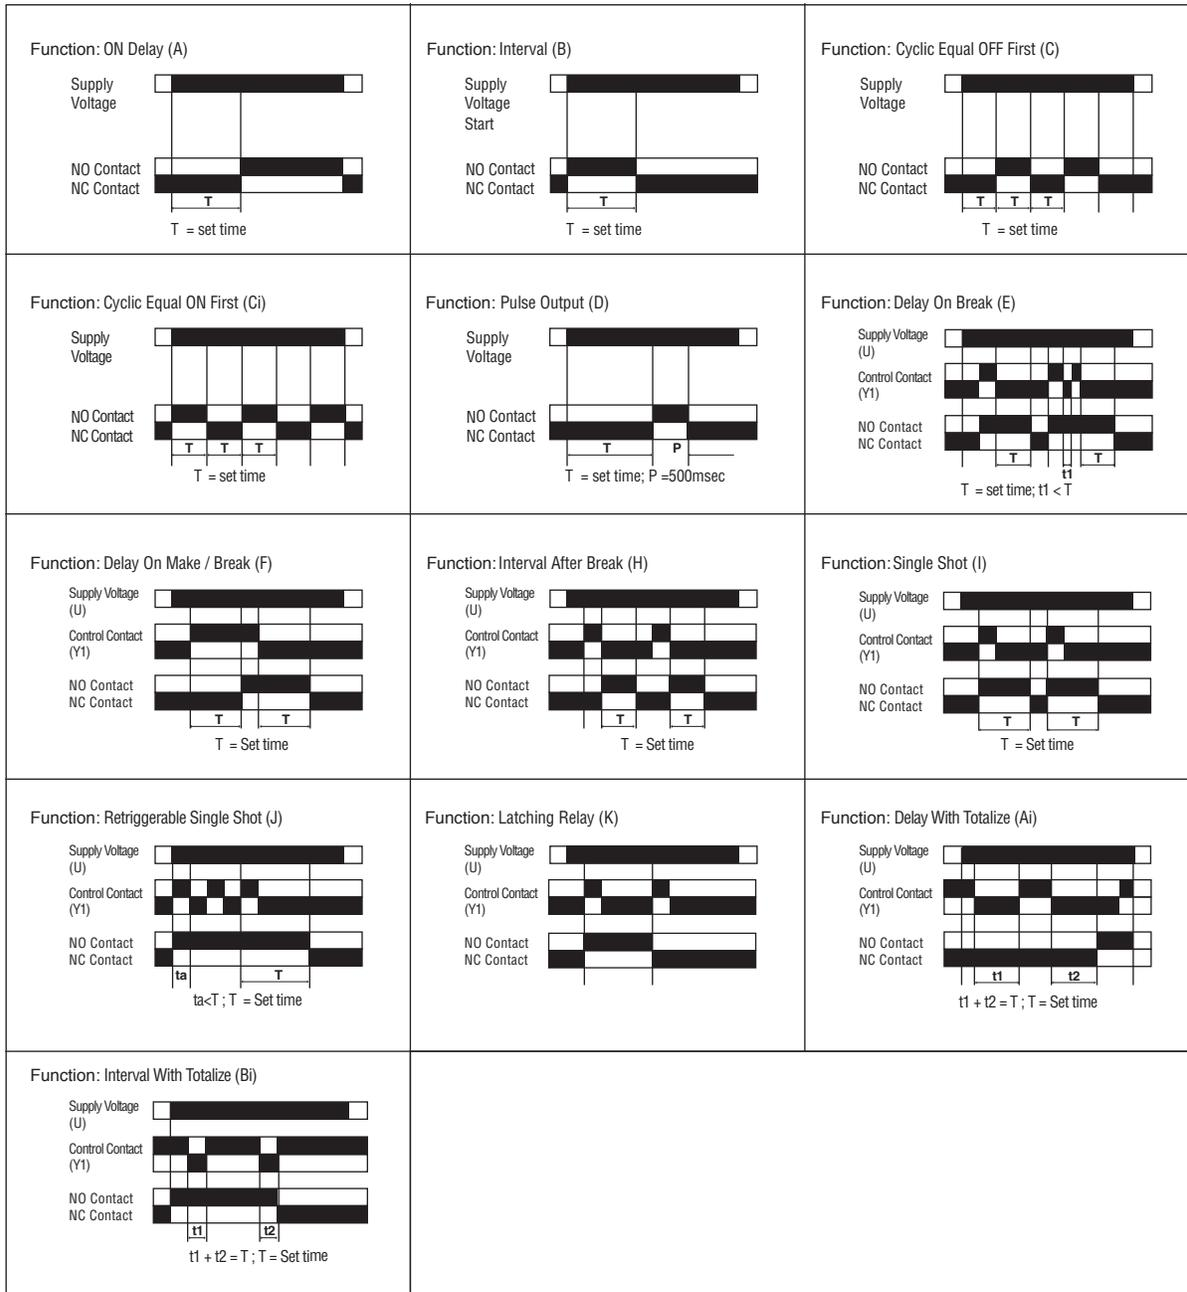 Function: ON Delay (A)
Supply
Voltage
NO Contact
NC Contact
T
T = set time
Function: Interval (B)
Supply
Voltage
Start
NO Contact
NC Contact
T
T = set time
Function: Cyclic Equal OFF First (C)
Supply
Voltage
NO Contact
NC Contact
T T T
T = set time
Function: Cyclic Equal ON First (Ci)
Supply
Voltage
NO Contact
NC Contact
T T T
T = set time
Function: Pulse Output (D)
Supply
Voltage
NO Contact
NC Contact
T P
T = set time; P =500msec
Function: Delay On Break (E)
Supply Voltage
(U)
Control Contact
(Y1)
NO Contact
NC Contact
T T
t1
T = set time; t1 < T
Function: Delay On Make / Break (F)
Supply Voltage
(U)
Control Contact
(Y1)
NO Contact
NC Contact
T T
T = Set time
Function: Interval After Break (H)
Supply Voltage
(U)
Control Contact
(Y1)
NO Contact
NC Contact
T T
T = Set time
Function: Single Shot (I)
Supply Voltage
(U)
Control Contact
(Y1)
NO Contact
NC Contact
T T
T = Set time
Function: Retriggerable Single Shot (J)
Supply Voltage
(U)
Control Contact
(Y1)
NO Contact
NC Contact
ta T
ta<T ; T = Set time
Function: Latching Relay (K)
Supply Voltage
(U)
Control Contact
(Y1)
NO Contact
NC Contact
Function: Delay With Totalize (Ai)
Supply Voltage
(U)
Control Contact
(Y1)
NO Contact
NC Contact
t1 t2
t1 + t2 = T ; T = Set time
Function: Interval With Totalize (Bi)
Supply Voltage
(U)
Control Contact
(Y1)
NO Contact
NC Contact
t1 t2
t1 + t2 = T ; T = Set time